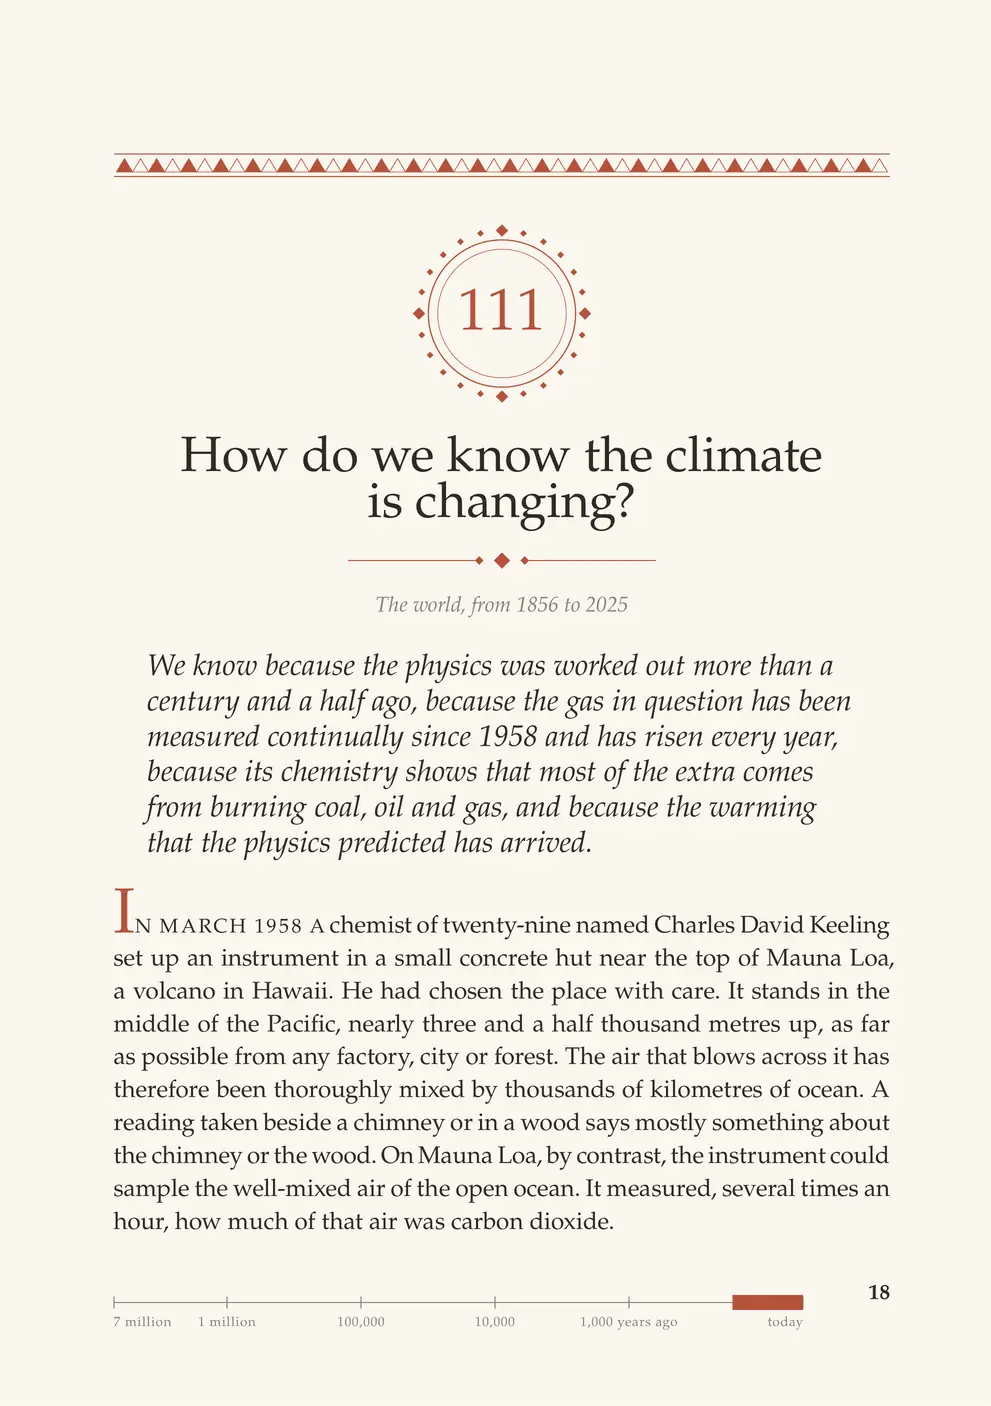 111
How do we know the climate
is changing?
The world, from 1856 to 2025
We know because the physics was worked out more than a
century and a half ago, because the gas in question has been
measured continually since 1958 and has risen every year,
because its chemistry shows that most of the extra comes
from burning coal, oil and gas, and because the warming
that the physics predicted has arrived.
IN MARCH 1958 A chemist of twenty-nine named Charles David Keeling
set up an instrument in a small concrete hut near the top of Mauna Loa,
a volcano in Hawaii. He had chosen the place with care. It stands in the
middle of the Pacific, nearly three and a half thousand metres up, as far
as possible from any factory, city or forest. The air that blows across it has
therefore been thoroughly mixed by thousands of kilometres of ocean. A
reading taken beside a chimney or in a wood says mostly something about
the chimney or the wood. On Mauna Loa, by contrast, the instrument could
sample the well-mixed air of the open ocean. It measured, several times an
hour, how much of that air was carbon dioxide.
18
7 million 1 million 100,000 10,000 1,000 years ago today